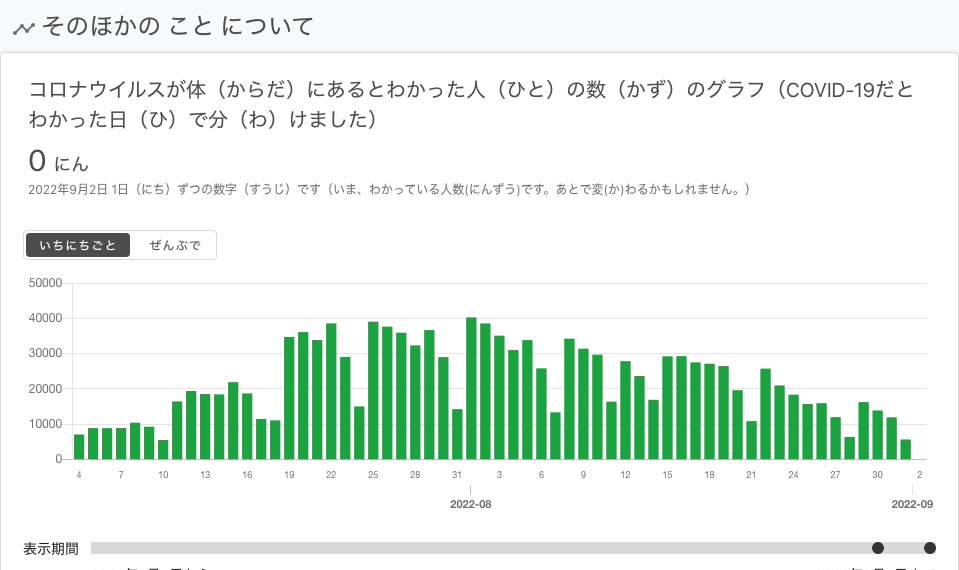 そのほかの こと について
コロナウイルスが体（からだ）にあるとわかった人（ひと）の数（かず）のグラフ（COVID-19だと
わかった日（ひ）で分（わ）けました）
0 にん
2022年9月2日 1日（にち）ずつの数字（すうじ）です（いま、わかっている人数(にんずう)です。あとで変(か)わるかもしれません。）
いちにちごと ぜんぶで
50000
40000
30000
20000
10000
0
4 7 10 13 16 19 22 25 28 31 3 6 9 12 15 18 21 24 27 30 2
2022-08 2022-09
表示期間